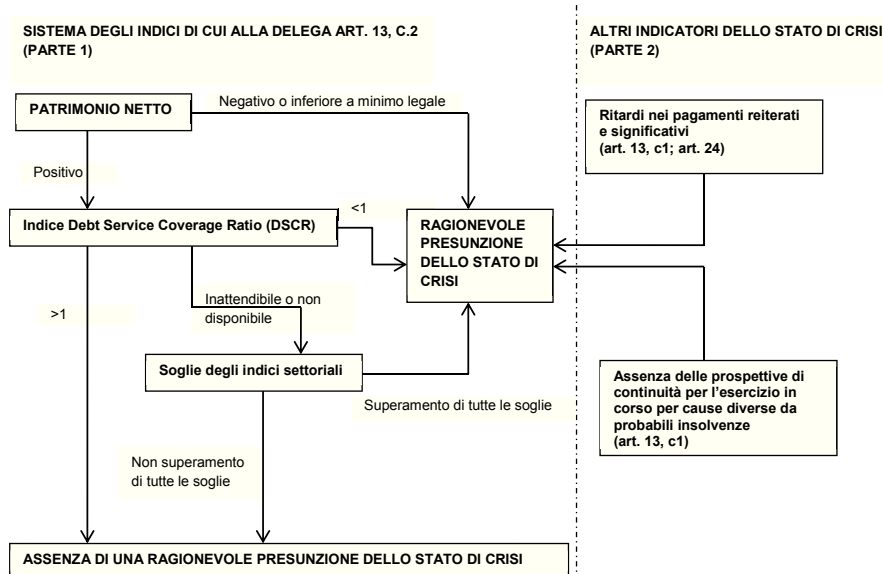 SISTEMA DEGLI INDICI DI CUI ALLA DELEGA ART. 13, C.2
(PARTE 1)
ALTRI INDICATORI DELLO STATO DI CRISI
(PARTE 2)
PATRIMONIO NETTO
Negativo o inferiore a minimo legale
Ritardi nei pagamenti reiterati
e significativi
(art. 13, c1; art. 24)
Positivo
Indice Debt Service Coverage Ratio (DSCR)
<1
RAGIONEVOLE
PRESUNZIONE
DELLO STATO DI
CRISI
>1
Inattendibile o non
disponibile
Soglie degli indici settoriali
Superamento di tutte le soglie
Assenza delle prospettive di
continuità per l'esercizio in
corso per cause diverse da
probabili insolvenze
(art. 13, c1)
Non superamento
di tutte le soglie
ASSENZA DI UNA RAGIONEVOLE PRESUNZIONE DELLO STATO DI CRISI